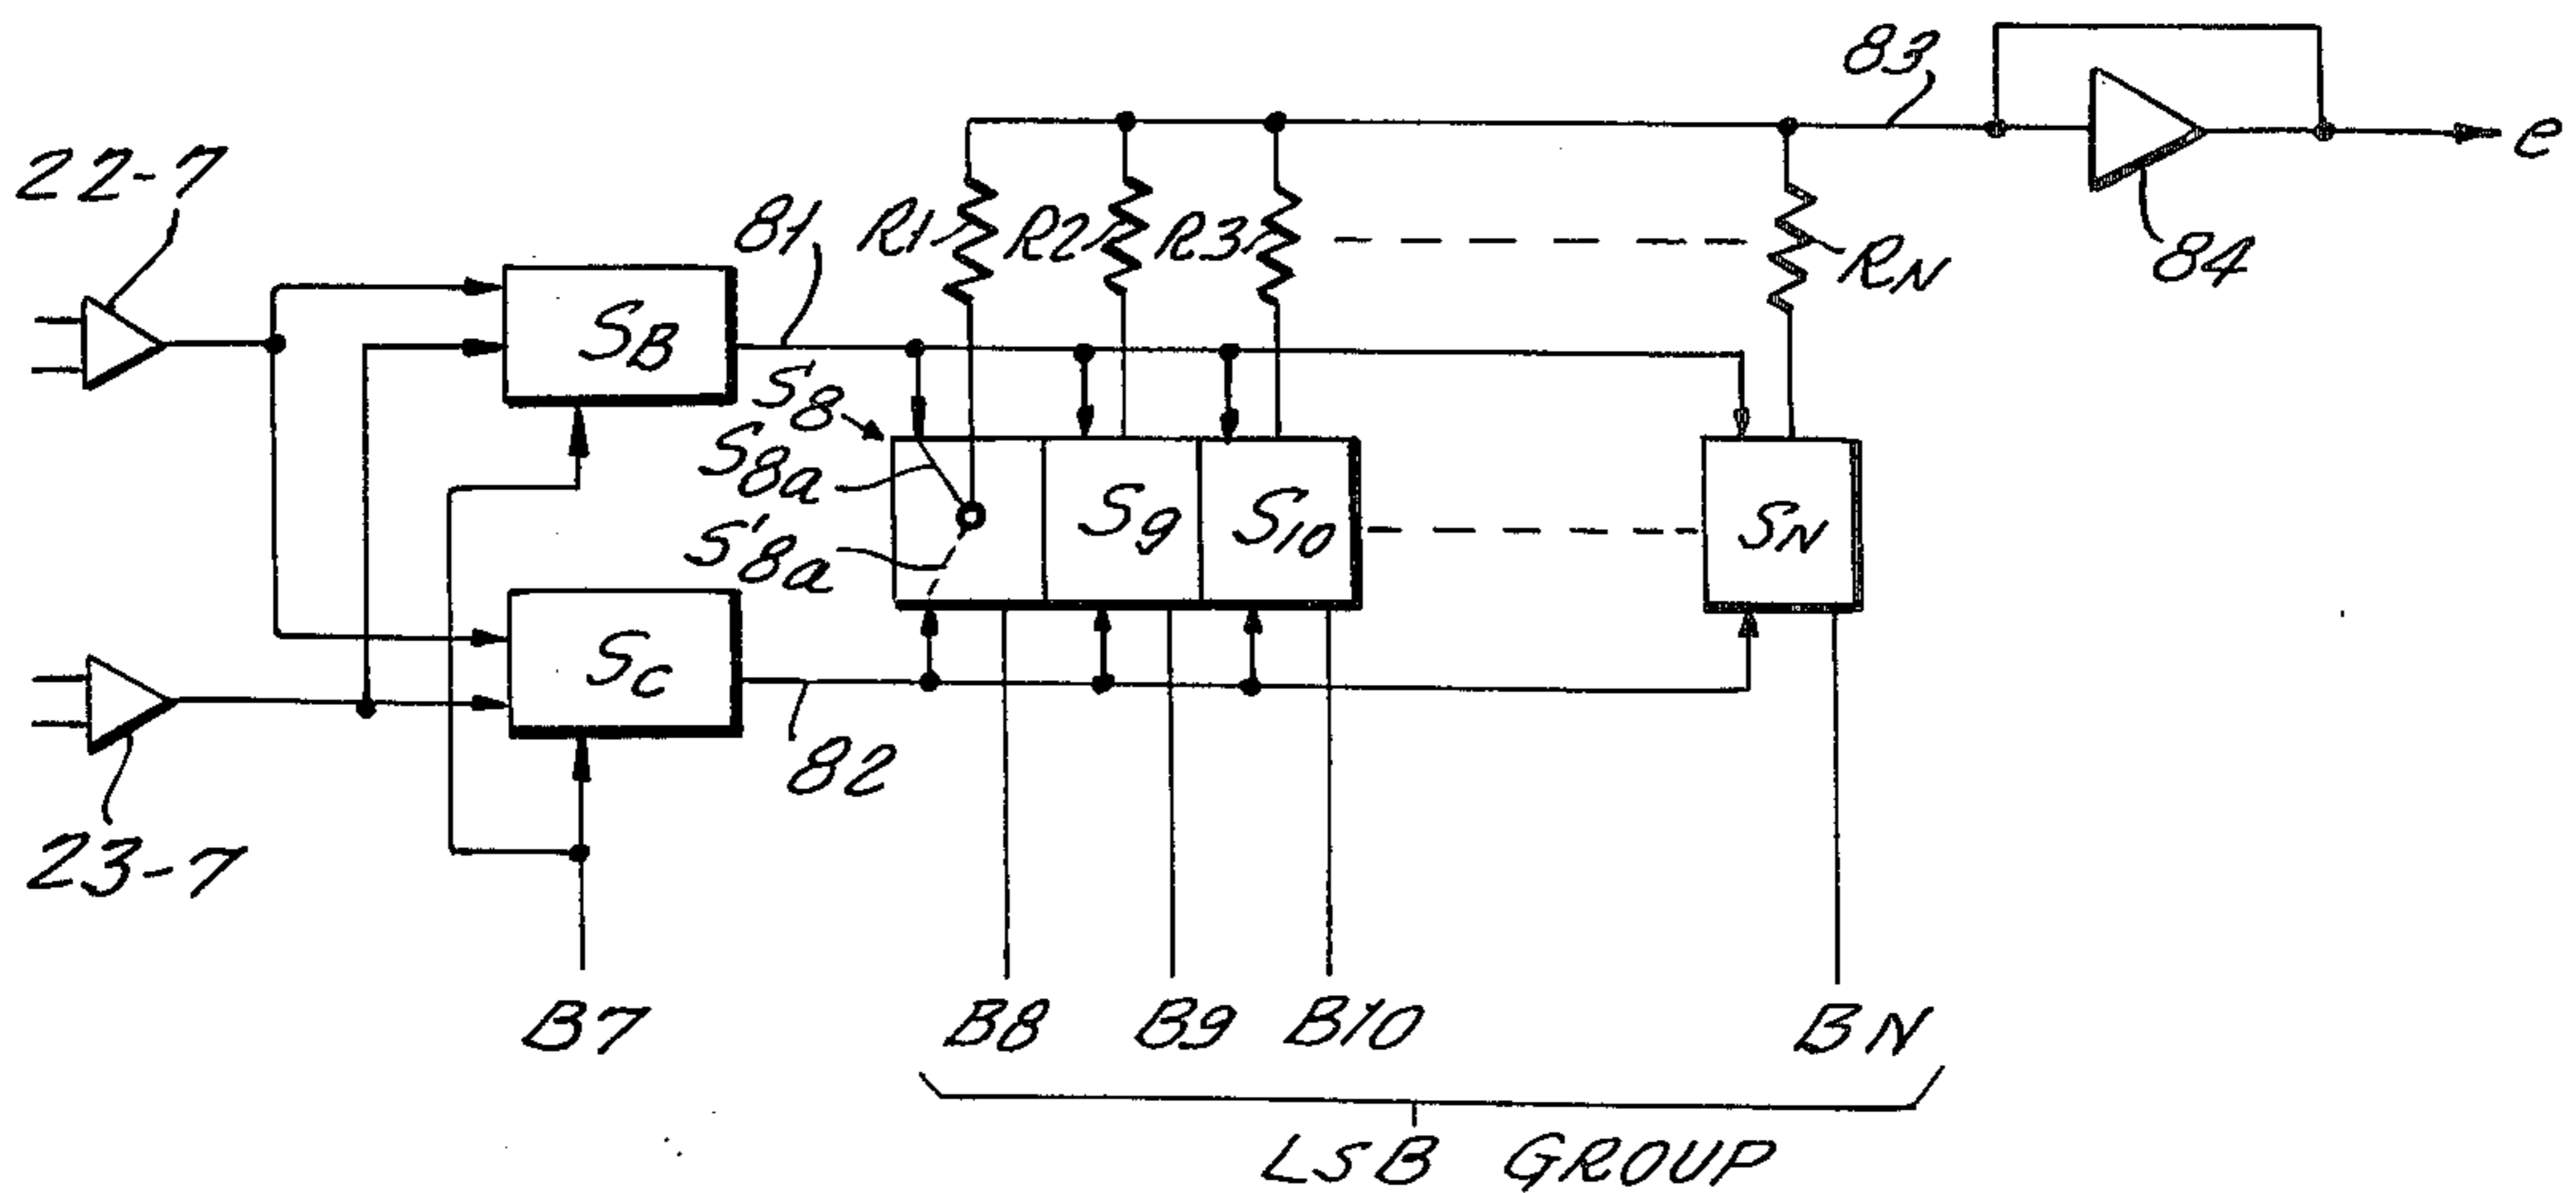 83
e
22-7
81
R1
R2
R3
RN
84
SB
S8
S8a
S'8a
S9
S10
SN
SC
82
23-7
B7
B8
B9
B10
BN
LSB GROUP